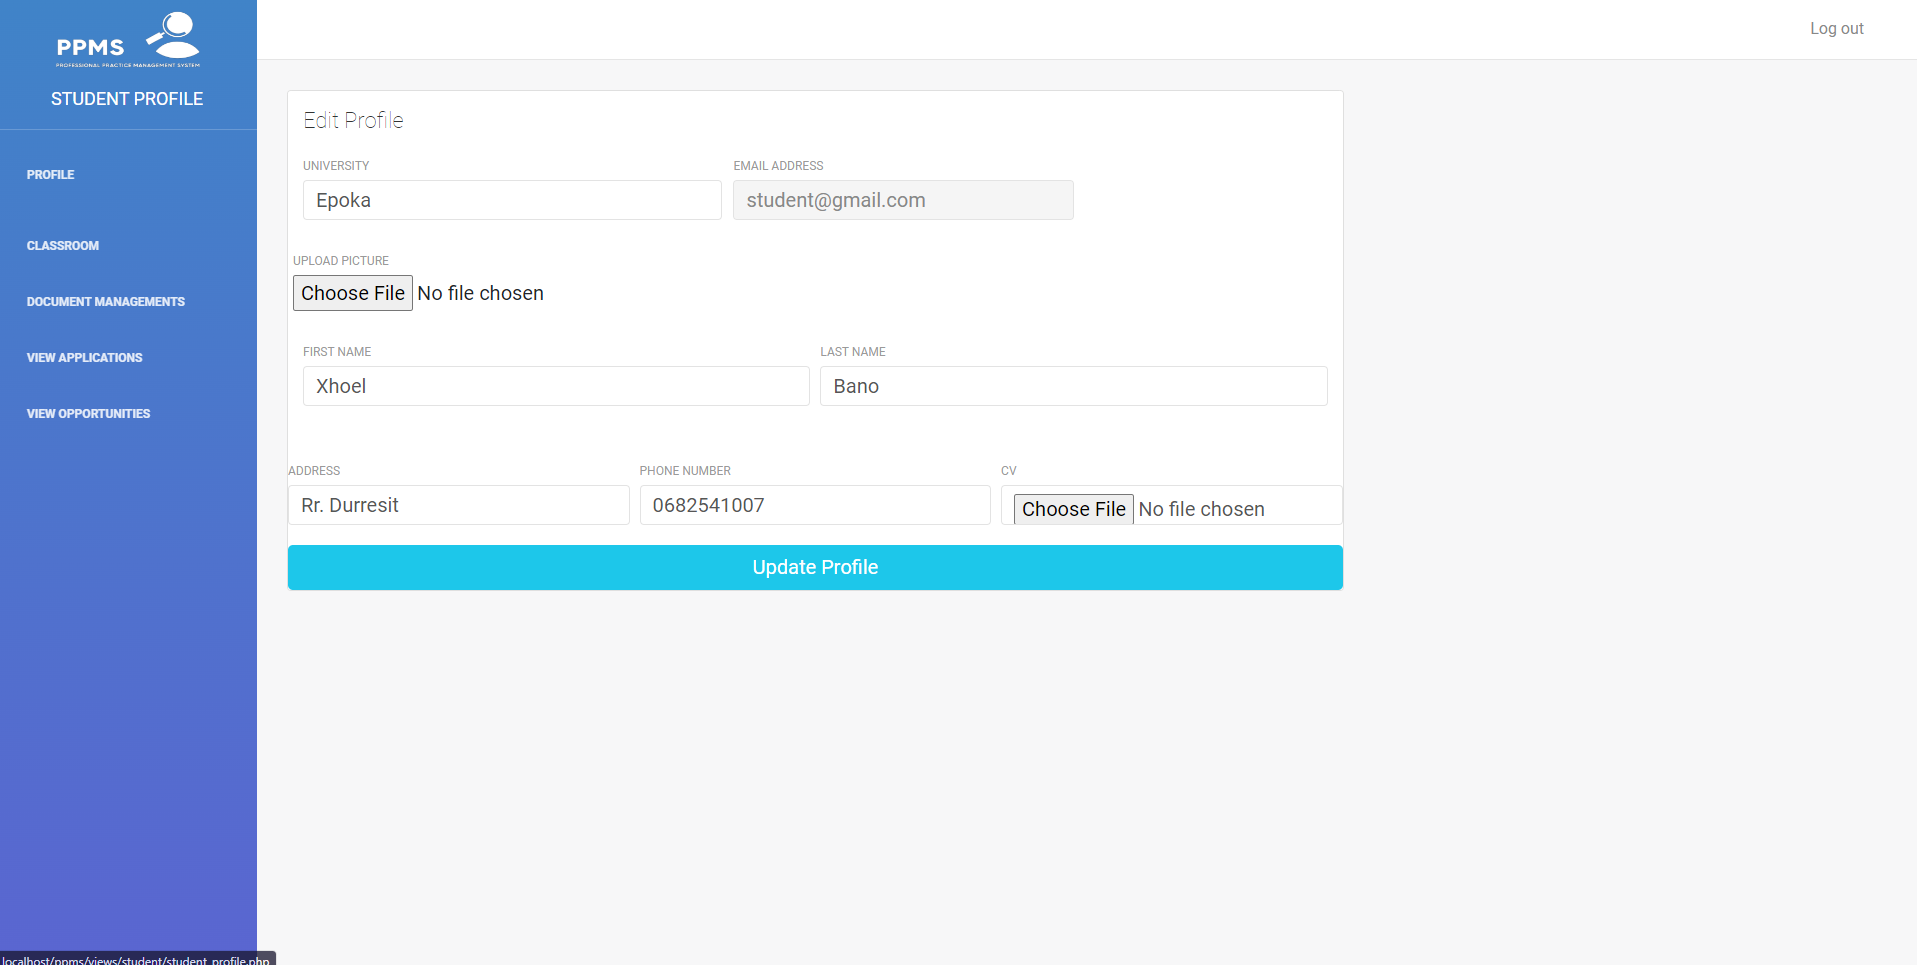 PPMS
PROFESSIONAL PRACTICE MANAGEMENT SYSTEM
STUDENT PROFILE
PROFILE
CLASSROOM
DOCUMENT MANAGEMENTS
VIEW APPLICATIONS
VIEW OPPORTUNITIES
Log out
Edit Profile
UNIVERSITY EMAIL ADDRESS
Epoka student@gmail.com
UPLOAD PICTURE
Choose File No file chosen
FIRST NAME LAST NAME
Xhoel Bano
ADDRESS PHONE NUMBER CV
Rr. Durresit 0682541007 Choose File No file chosen
Update Profile
localhost/ppms/views/student/student_profile.php